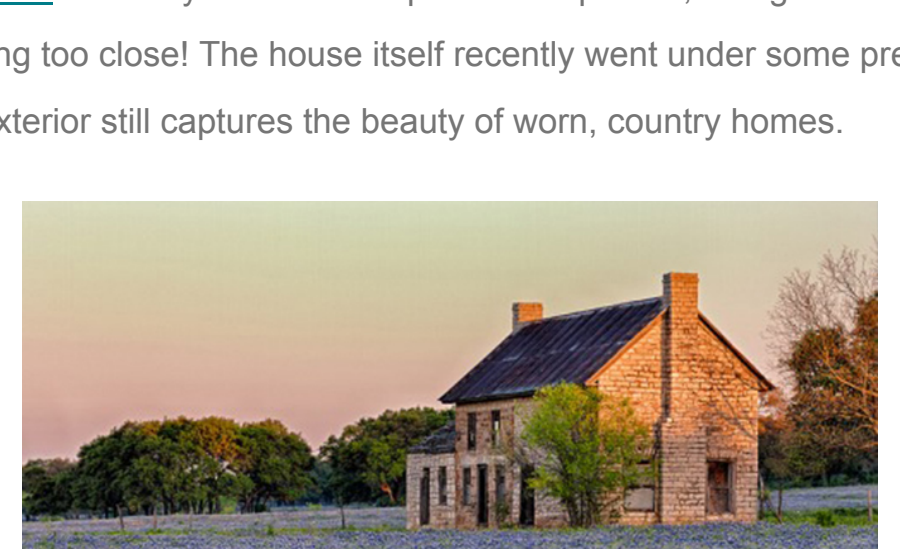 ng too close! The house itself recently went under some pre
xterior still captures the beauty of worn, country homes.